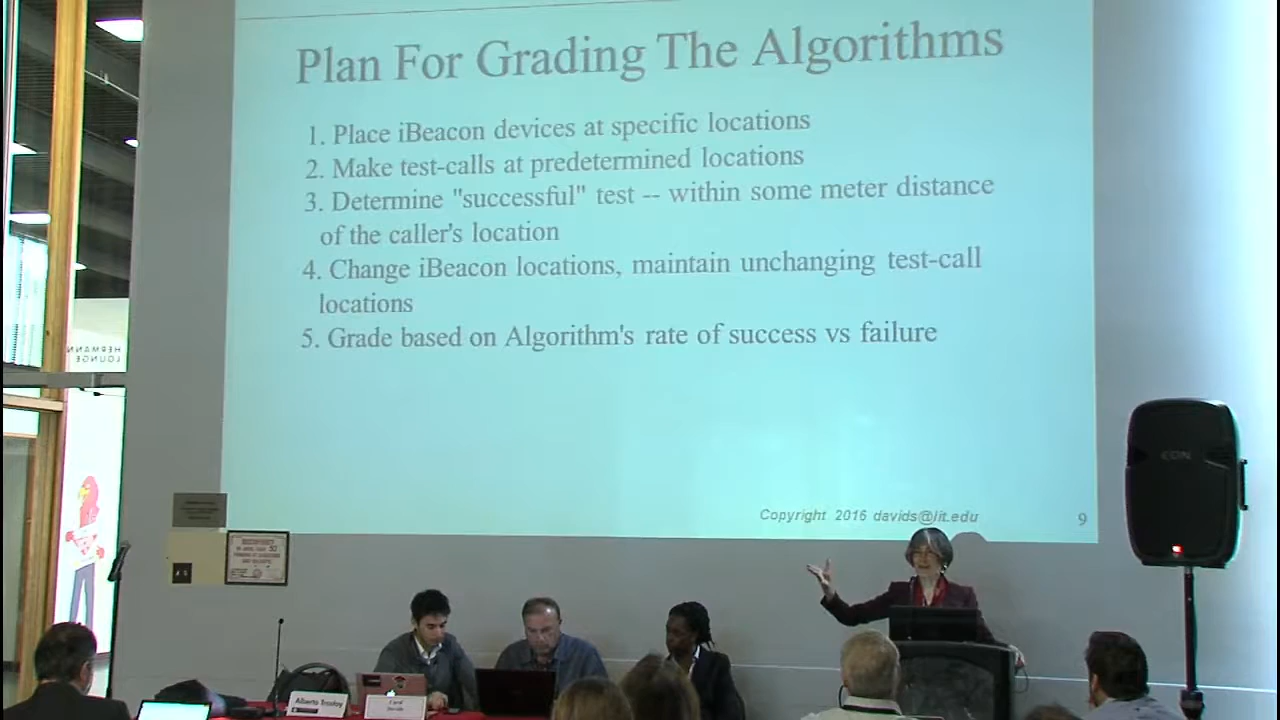 Plan For Grading The Algorithms
1. Place iBeacon devices at specific locations
2. Make test-calls at predetermined locations
3. Determine "successful" test -- within some meter distance
of the caller's location
4. Change iBeacon locations, maintain unchanging test-call
locations
5. Grade based on Algorithm's rate of success vs failure
Copyright 2016 davids@iit.edu
9
HERMANN
LOUNGE
EON
Carol
Davids